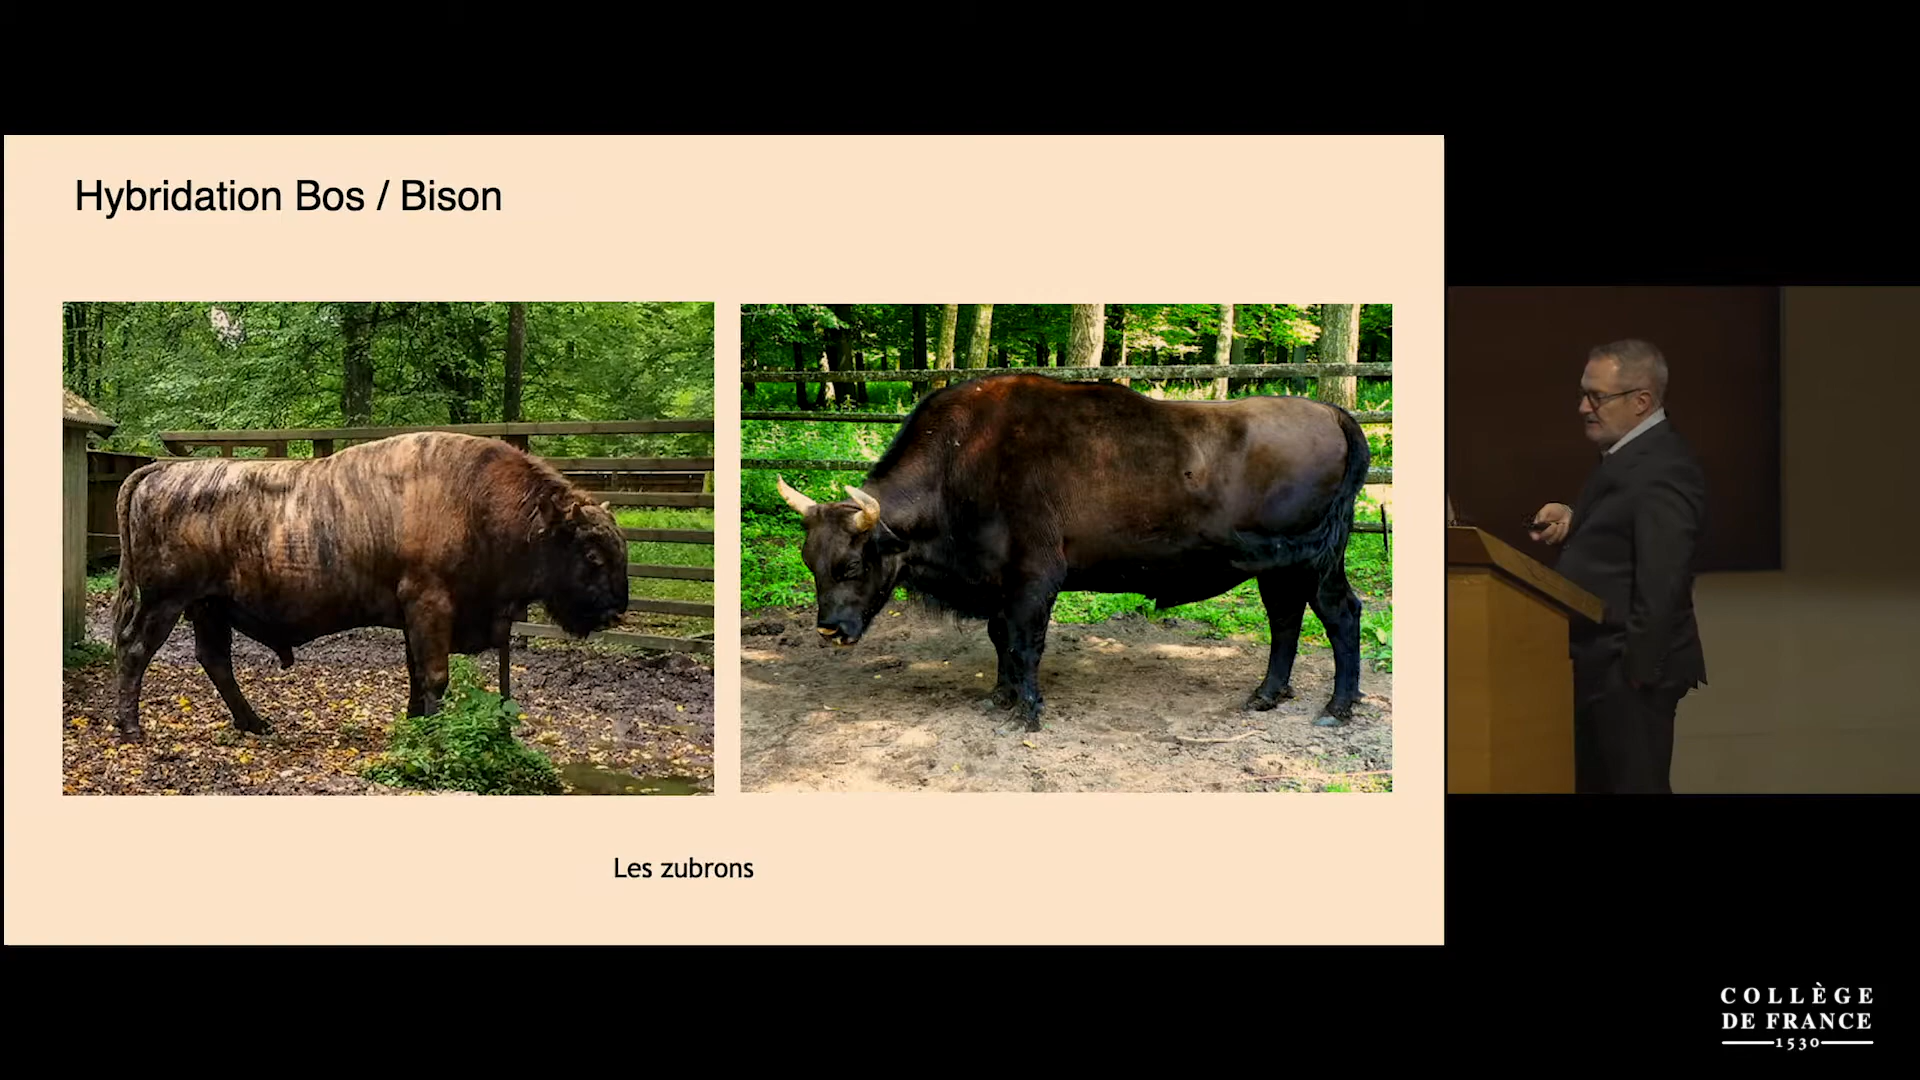 Hybridation Bos / Bison
Les zubrons
COLLÈGE
DE FRANCE
1530